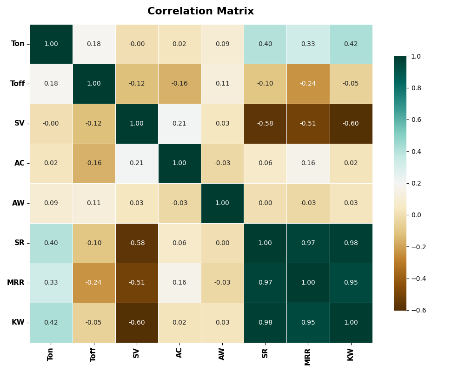 Correlation Matrix
Ton 1.00 0.18 -0.00 0.02 0.09 0.40 0.33 0.42
Toff 0.18 1.00 -0.12 -0.16 0.11 -0.10 -0.24 -0.05
SV -0.00 -0.12 1.00 0.21 0.03 -0.58 -0.51 -0.60
AC 0.02 -0.16 0.21 1.00 -0.03 0.06 0.16 0.02
AW 0.09 0.11 0.03 -0.03 1.00 0.00 -0.03 0.03
SR 0.40 -0.10 -0.58 0.06 0.00 1.00 0.97 0.98
MRR 0.33 -0.24 -0.51 0.16 -0.03 0.97 1.00 0.95
KW 0.42 -0.05 -0.60 0.02 0.03 0.98 0.95 1.00
Ton Toff SV AC AW SR MRR KW
1.0
0.8
0.6
0.4
0.2
0.0
−0.2
−0.4
−0.6